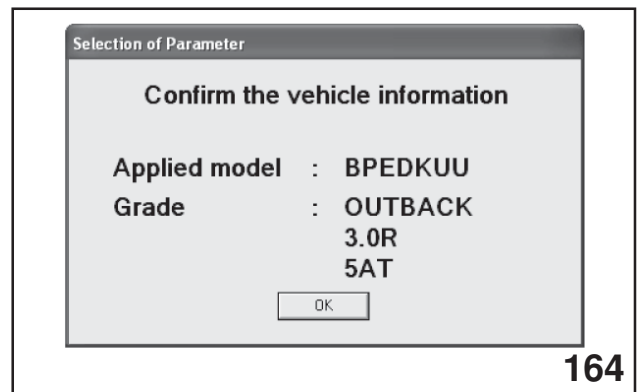 Selection of Parameter
Confirm the vehicle information
Applied model : BPEDKUU
Grade : OUTBACK
3.0R
5AT
OK
164